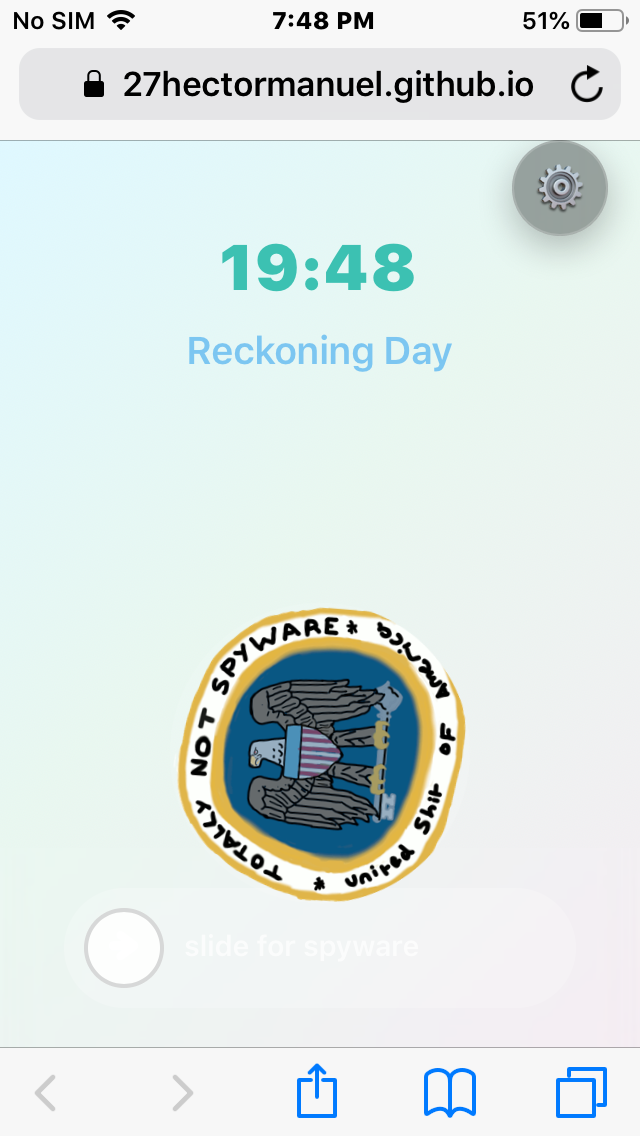 No SIM 7:48 PM 51%
27hectormanuel.github.io
19:48
Reckoning Day
TOTALLY NOT SPYWARE * America
* United Shit OF
slide for spyware